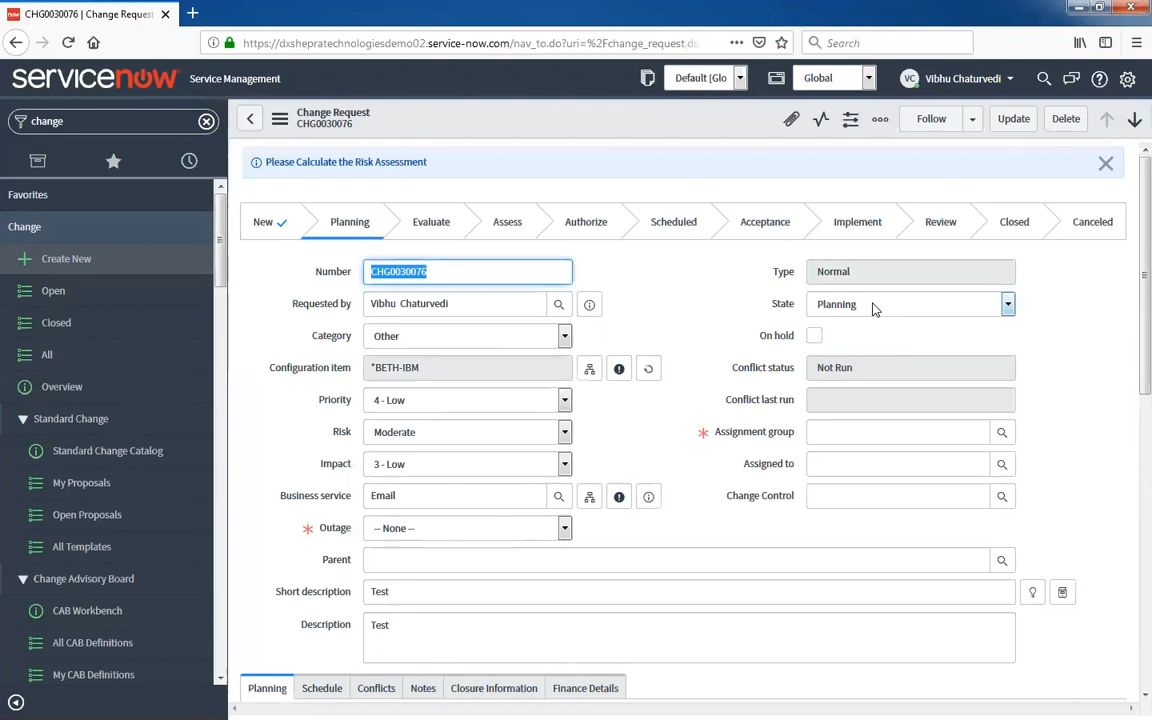 CHG0030076 | Change Request
https://dxshepratechnologiesdemo02.service-now.com/nav_to.do?uri=%2Fchange_request.do
Search
servicenow Service Management
Default [Glo
Global
VC
Vibhu Chaturvedi
change
Change Request
CHG0030076
Follow
Update
Delete
Please Calculate the Risk Assessment
New
Planning
Evaluate
Assess
Authorize
Scheduled
Acceptance
Implement
Review
Closed
Canceled
Favorites
Change
Create New
Open
Closed
All
Overview
Standard Change
Standard Change Catalog
My Proposals
Open Proposals
All Templates
Change Advisory Board
CAB Workbench
All CAB Definitions
My CAB Definitions
Number CHG0030076
Requested by Vibhu Chaturvedi
Category Other
Configuration item *BETH-IBM
Priority 4 - Low
Risk Moderate
Impact 3 - Low
Business service Email
Outage -- None --
Parent
Short description Test
Description Test
Type Normal
State Planning
On hold
Conflict status Not Run
Conflict last run
Assignment group
Assigned to
Change Control
Planning
Schedule
Conflicts
Notes
Closure Information
Finance Details